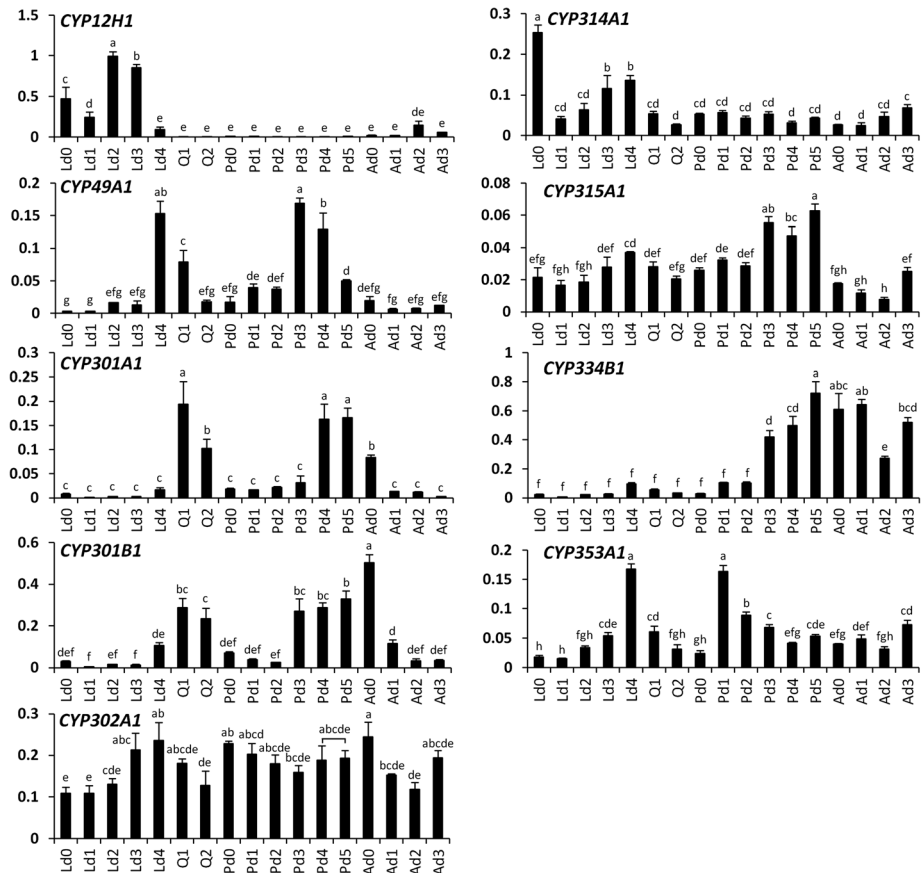 CYP12H1
1.5
1
0.5
0
c
d
a
b
e
e
e
e
e
e
e
e
e
e
e
de
e
Ld0 Ld1 Ld2 Ld3 Ld4 Q1 Q2 Pd0 Pd1 Pd2 Pd3 Pd4 Pd5 Ad0 Ad1 Ad2 Ad3
CYP49A1
0.2
0.15
0.1
0.05
0
g
g
efg
efg
ab
c
efg
efg
de
def
a
b
d
efg
fg
efg
efg
Ld0 Ld1 Ld2 Ld3 Ld4 Q1 Q2 Pd0 Pd1 Pd2 Pd3 Pd4 Pd5 Ad0 Ad1 Ad2 Ad3
CYP301A1
0.3
0.2
0.15
0.1
0.05
0
c
c
c
c
c
a
b
c
c
c
c
a
a
b
c
c
c
Ld0 Ld1 Ld2 Ld3 Ld4 Q1 Q2 Pd0 Pd1 Pd2 Pd3 Pd4 Pd5 Ad0 Ad1 Ad2 Ad3
CYP301B1
0.6
0.4
0.2
0
def
f
ef
f
de
bc
c
def
def
ef
bc
bc
b
a
d
def
def
Ld0 Ld1 Ld2 Ld3 Ld4 Q1 Q2 Pd0 Pd1 Pd2 Pd3 Pd4 Pd5 Ad0 Ad1 Ad2 Ad3
CYP302A1
0.3
0.2
0.1
0
e
e
cde
abc
ab
abcde
de
ab
abcd
abcde
bcde
abcde
a
bcde
de
abcde
Ld0 Ld1 Ld2 Ld3 Ld4 Q1 Q2 Pd0 Pd1 Pd2 Pd3 Pd4 Pd5 Ad0 Ad1 Ad2 Ad3
CYP314A1
0.3
0.2
0.1
0
a
cd
cd
b
b
cd
d
cd
cd
cd
cd
d
cd
d
d
cd
c
Ld0 Ld1 Ld2 Ld3 Ld4 Q1 Q2 Pd0 Pd1 Pd2 Pd3 Pd4 Pd5 Ad0 Ad1 Ad2 Ad3
CYP315A1
0.08
0.06
0.04
0.02
0
efg
fgh
fgh
def
cd
def
efg
def
de
def
ab
bc
a
fgh
gh
h
ef
Ld0 Ld1 Ld2 Ld3 Ld4 Q1 Q2 Pd0 Pd1 Pd2 Pd3 Pd4 Pd5 Ad0 Ad1 Ad2 Ad3
CYP334B1
1
0.8
0.6
0.4
0.2
0
f
f
f
f
f
f
f
f
f
f
d
cd
a
abc
ab
e
bcd
Ld0 Ld1 Ld2 Ld3 Ld4 Q1 Q2 Pd0 Pd1 Pd2 Pd3 Pd4 Pd5 Ad0 Ad1 Ad2 Ad3
CYP353A1
0.2
0.15
0.1
0.05
0
h
h
fgh
cde
a
cd
fgh
gh
a
b
c
efg
cde
efg
def
fgh
cd
Ld0 Ld1 Ld2 Ld3 Ld4 Q1 Q2 Pd0 Pd1 Pd2 Pd3 Pd4 Pd5 Ad0 Ad1 Ad2 Ad3